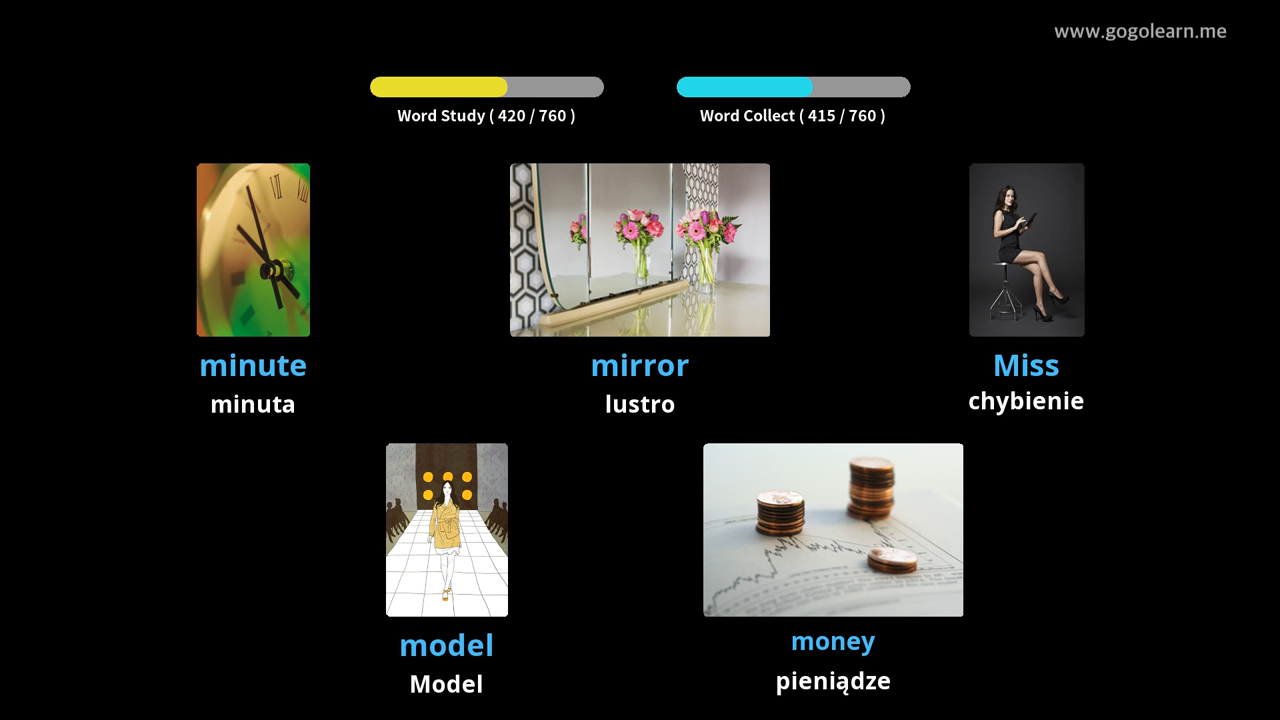 www.gogolearn.me
Word Study ( 420 / 760 )
Word Collect ( 415 / 760 )
minute
minuta
mirror
lustro
Miss
chybienie
model
Model
money
pieniądze